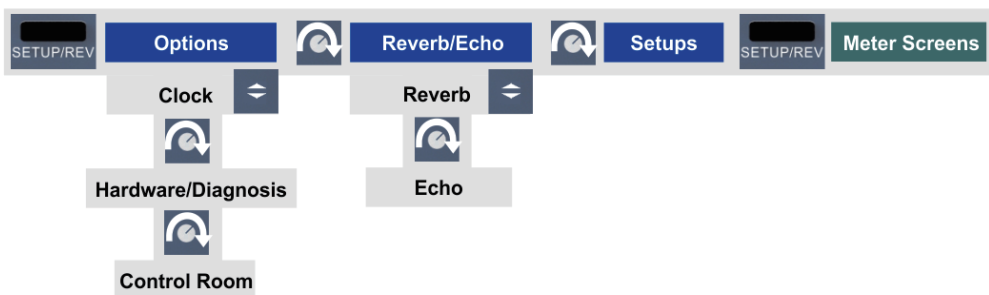 SETUP/REV Options Reverb/Echo Setups SETUP/REV Meter Screens
Clock Reverb
Hardware/Diagnosis Echo
Control Room